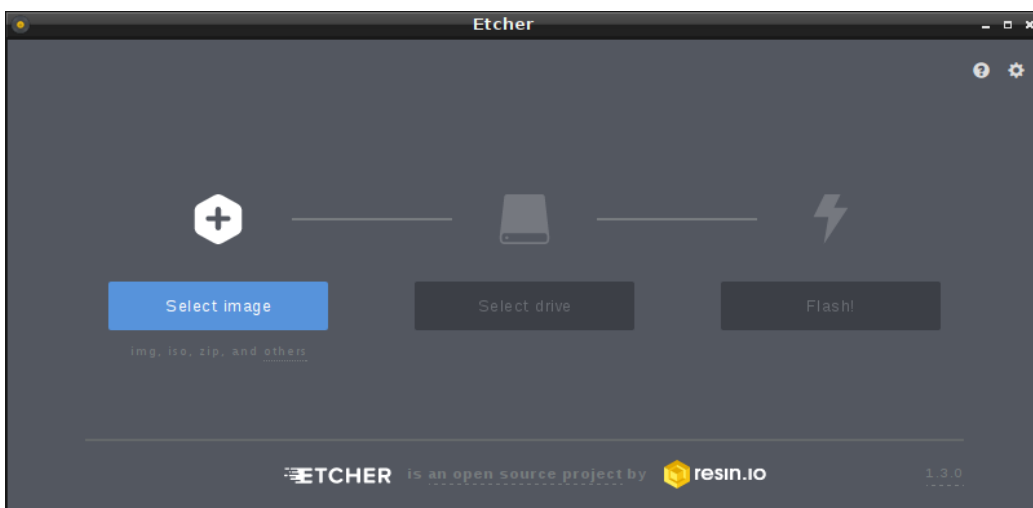 Etcher
Select image
Select drive
Flash!
img, iso, zip, and others
ETCHER is an open source project by resin.io
1.3.0